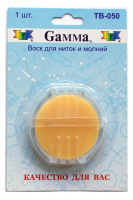 1 шт.
TB-050
Gamma®
Воск для ниток и молний
КАЧЕСТВО ДЛЯ ВАС